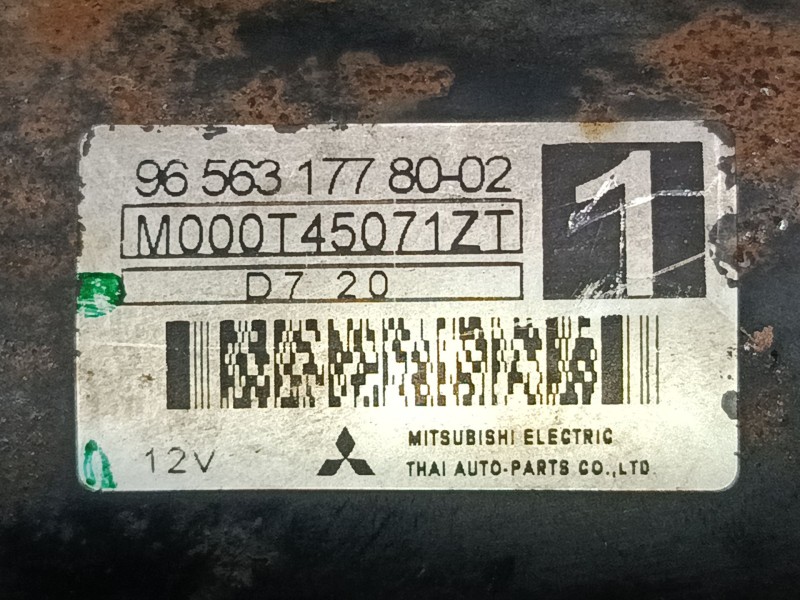 96 563 177 80-02
1
M000T45071ZT
D7 20
12V
MITSUBISHI ELECTRIC
THAI AUTO-PARTS CO.,LTD.